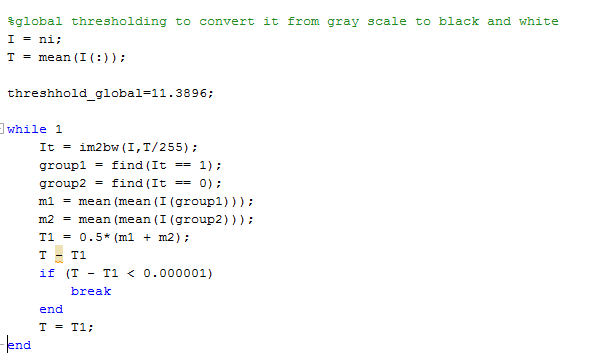 %global thresholding to convert it from gray scale to black and white
I = ni;
T = mean(I(:));
threshhold_global=11.3896;
while 1
It = im2bw(I,T/255);
group1 = find(It == 1);
group2 = find(It == 0);
m1 = mean(mean(I(group1)));
m2 = mean(mean(I(group2)));
T1 = 0.5*(m1 + m2);
T - T1
if (T - T1 < 0.000001)
break
end
T = T1;
end